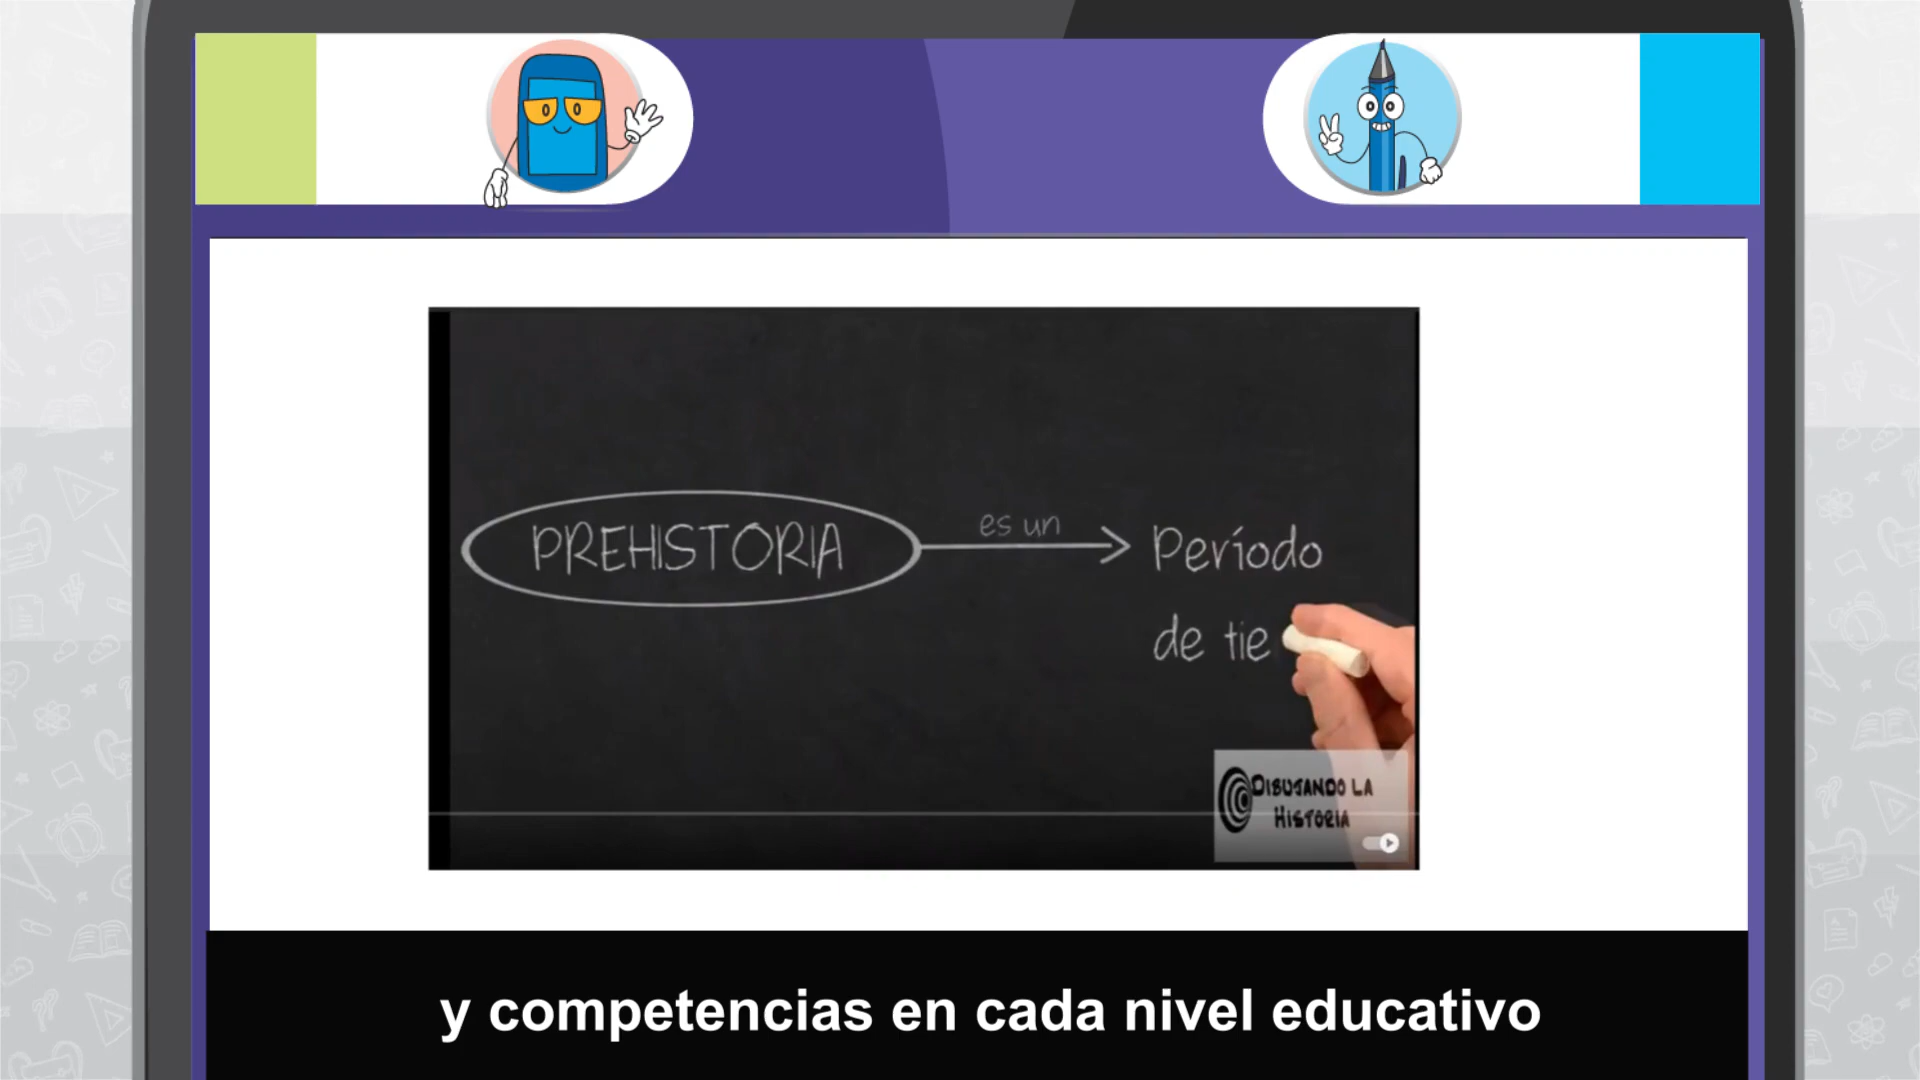 PREHISTORIA
es un
Período
de tie
DIBUJANDO LA
HISTORIA
y competencias en cada nivel educativo